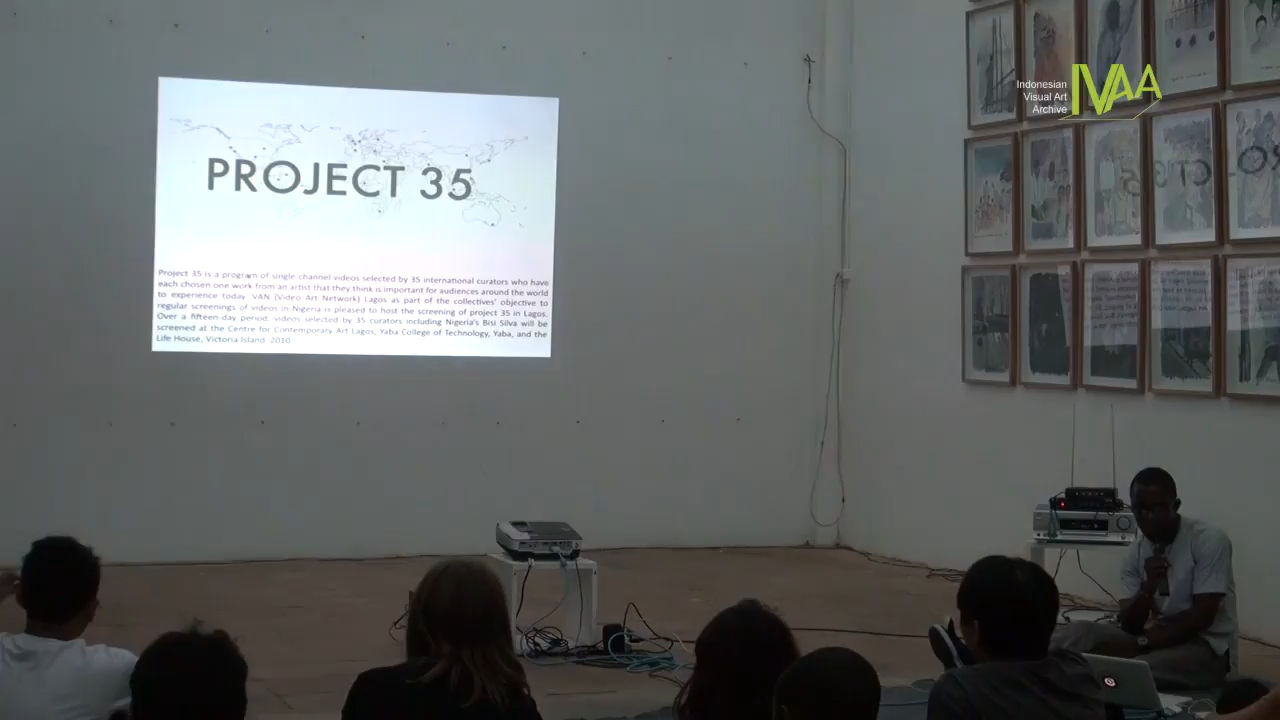 PROJECT 35
Project 35 is a program of single-channel videos selected by 35 international curators who have
each chosen one work from an artist that they think is important for audiences around the world
to experience today. VAN (Video Art Network) Lagos as part of the collectives' objective to
regular screenings of videos in Nigeria is pleased to host the screening of project 35 in Lagos.
Over a fifteen-day period, videos selected by 35 curators including Nigeria's Bisi Silva will be
screened at the Centre for Contemporary Art Lagos, Yaba College of Technology, Yaba, and the
Life House, Victoria Island. 2010
Indonesian
Visual Art
Archive
IVAA